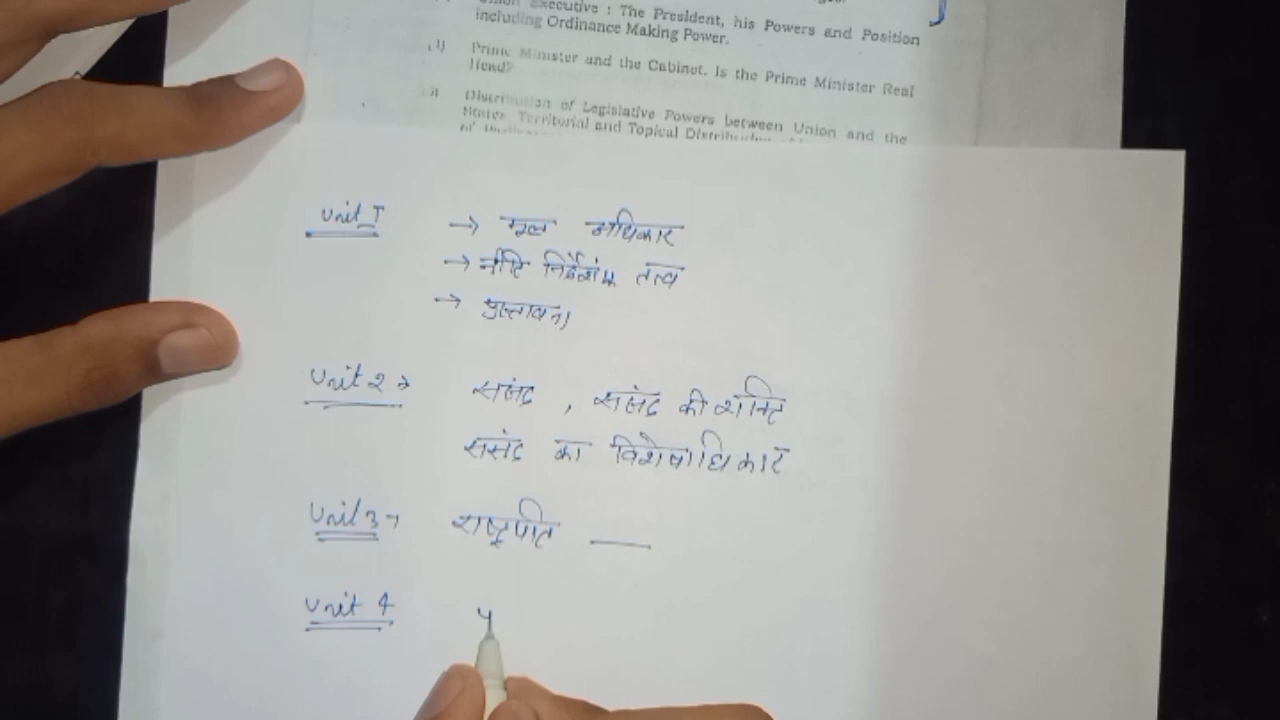 Union Executive : The President, his Powers and Position
including Ordinance Making Power.
Prime Minister and the Cabinet. Is the Prime Minister Real
Head?
Distribution of Legislative Powers between Union and the
States. Territorial and Topical
Unit I → मूल अधिकार
→ नीति निर्देशक तत्व
→ प्रस्तावना
Unit 2 → संसद , संसद की शक्ति
संसद का विशेषाधिकार
Unit 3 → राष्ट्रपति —
Unit 4